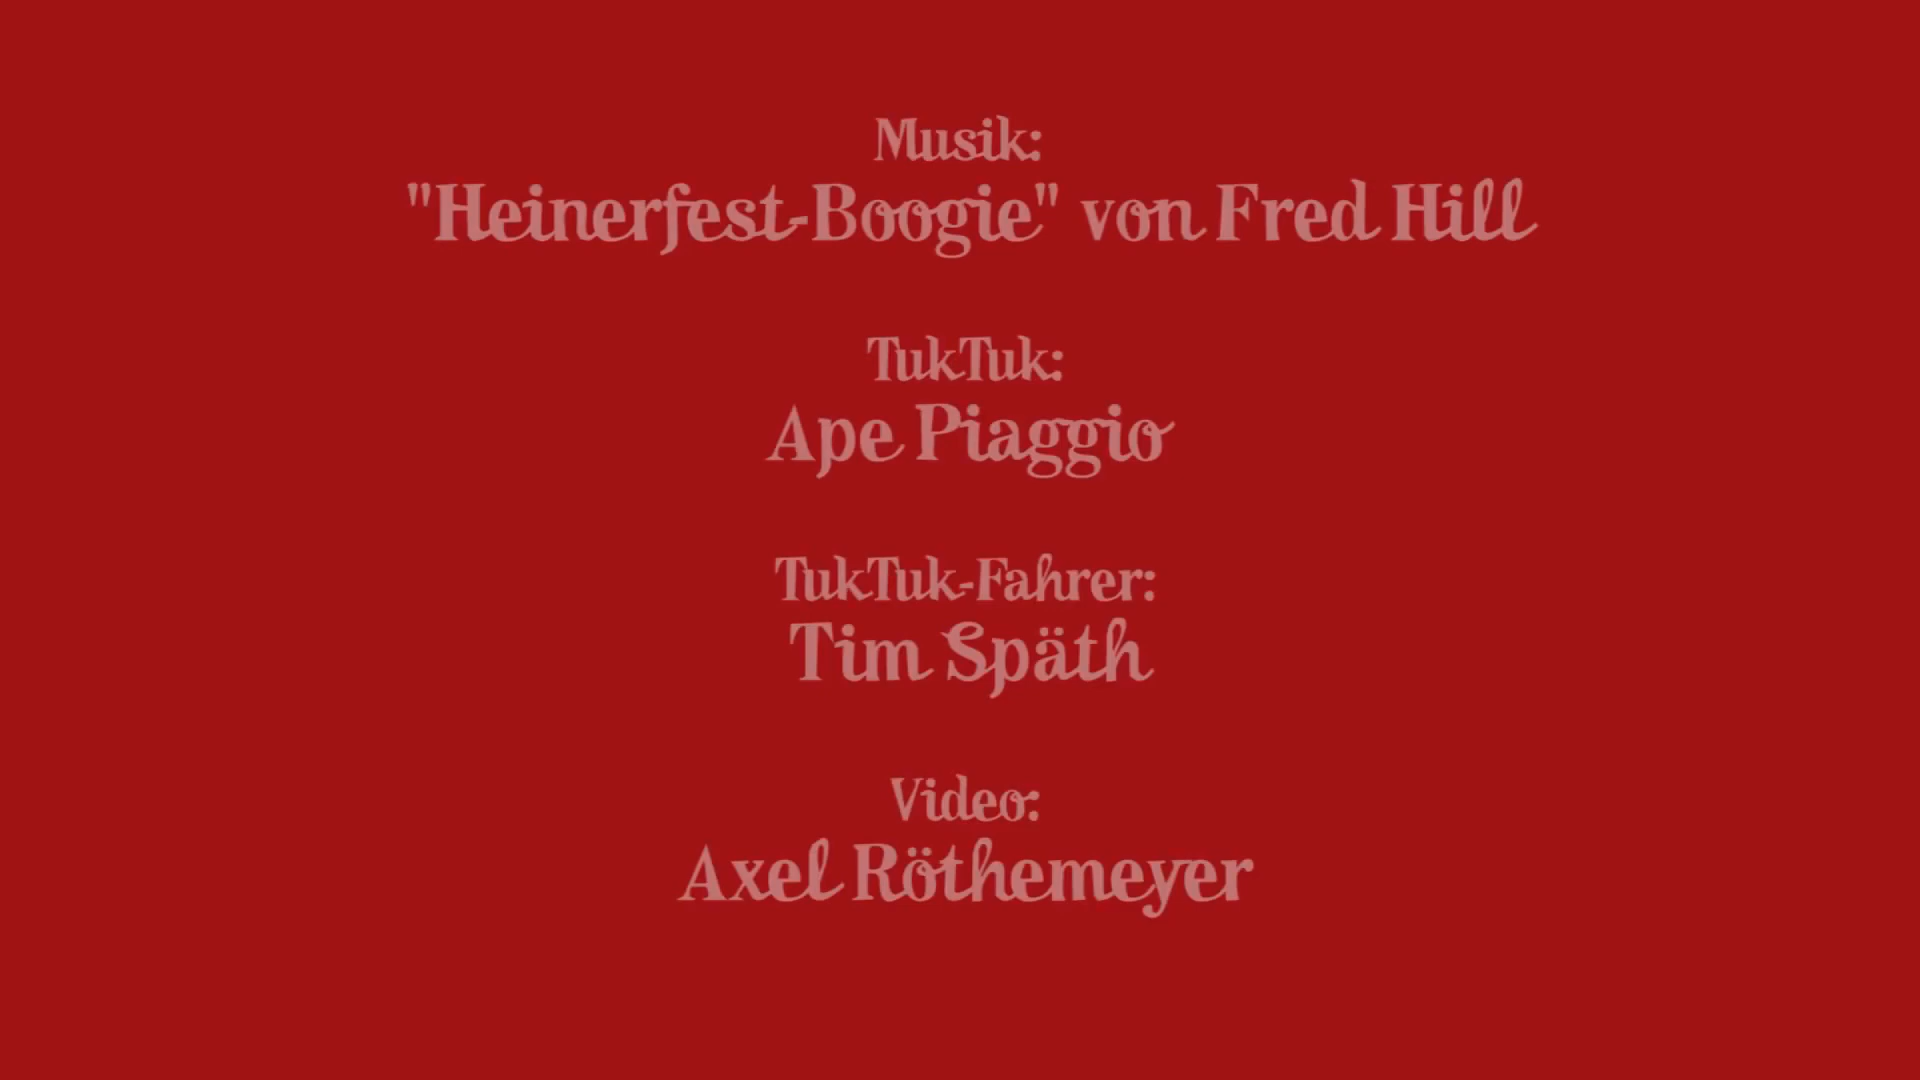 Musik:
"Heinerfest-Boogie" von Fred Hill
TukTuk:
Ape Piaggio
TukTuk-Fahrer:
Tim Späth
Video:
Axel Röthemeyer